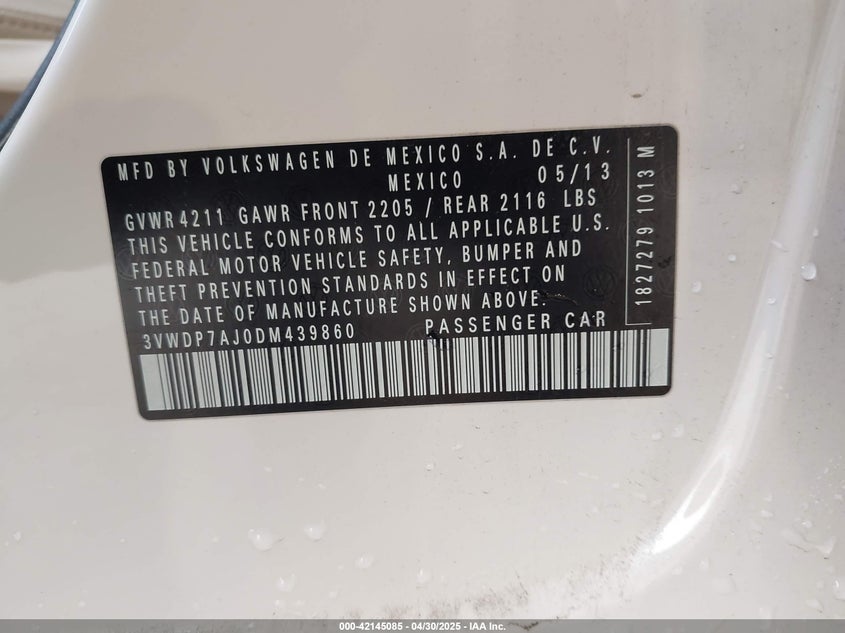 MFD BY VOLKSWAGEN DE MEXICO S.A. DE C.V.
MEXICO 05/13
GVWR 4211 GAWR FRONT 2205 / REAR 2116 LBS
THIS VEHICLE CONFORMS TO ALL APPLICABLE U.S.
FEDERAL MOTOR VEHICLE SAFETY, BUMPER AND
THEFT PREVENTION STANDARDS IN EFFECT ON
THE DATE OF MANUFACTURE SHOWN ABOVE.
3VWDP7AJ0DM439860 PASSENGER CAR
1827279 1013 M
000-42145085 - 04/30/2025 - IAA Inc.